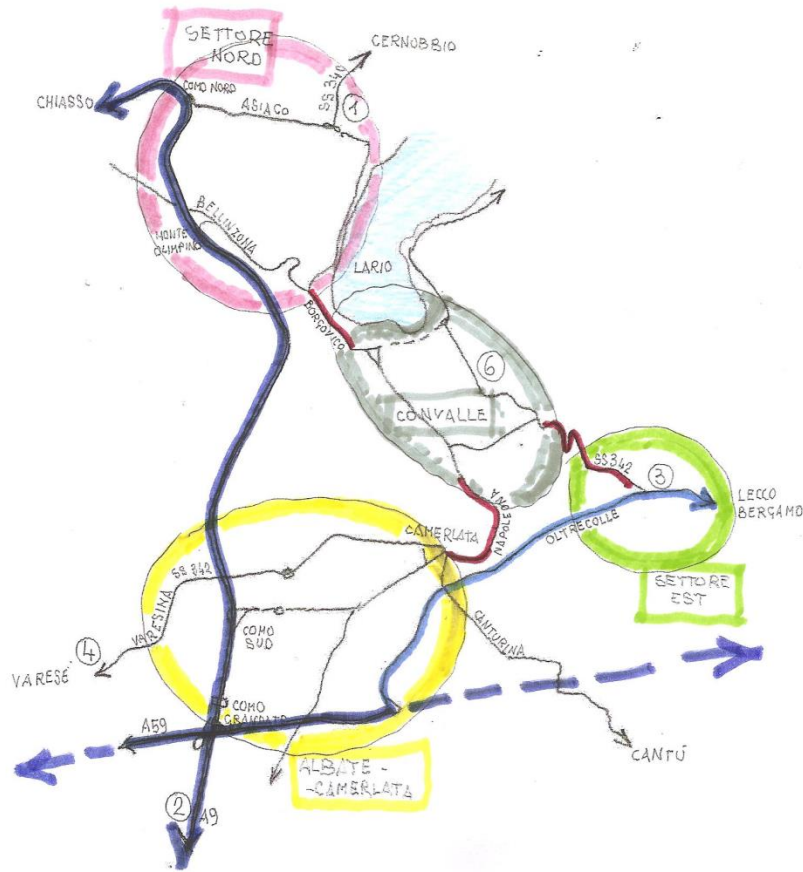 SETTORE
NORD
CERNOBBIO
COMO NORD
SS 340
1
CHIASSO
ASIAGO
BELLINZONA
MONTE
OLIMPINO
LARIO
BORGOVICO
6
CONVALLE
SS 342
3
LECCO
BERGAMO
NAPOLEONA
OLTRECOLLE
CAMERLATA
SETTORE
EST
SS 342
VARESINA
COMO
SUD
CANTURINA
4
VARESE
COMO
GRANDATE
A59
CANTÙ
ALBATE -
-CAMERLATA
2
A9